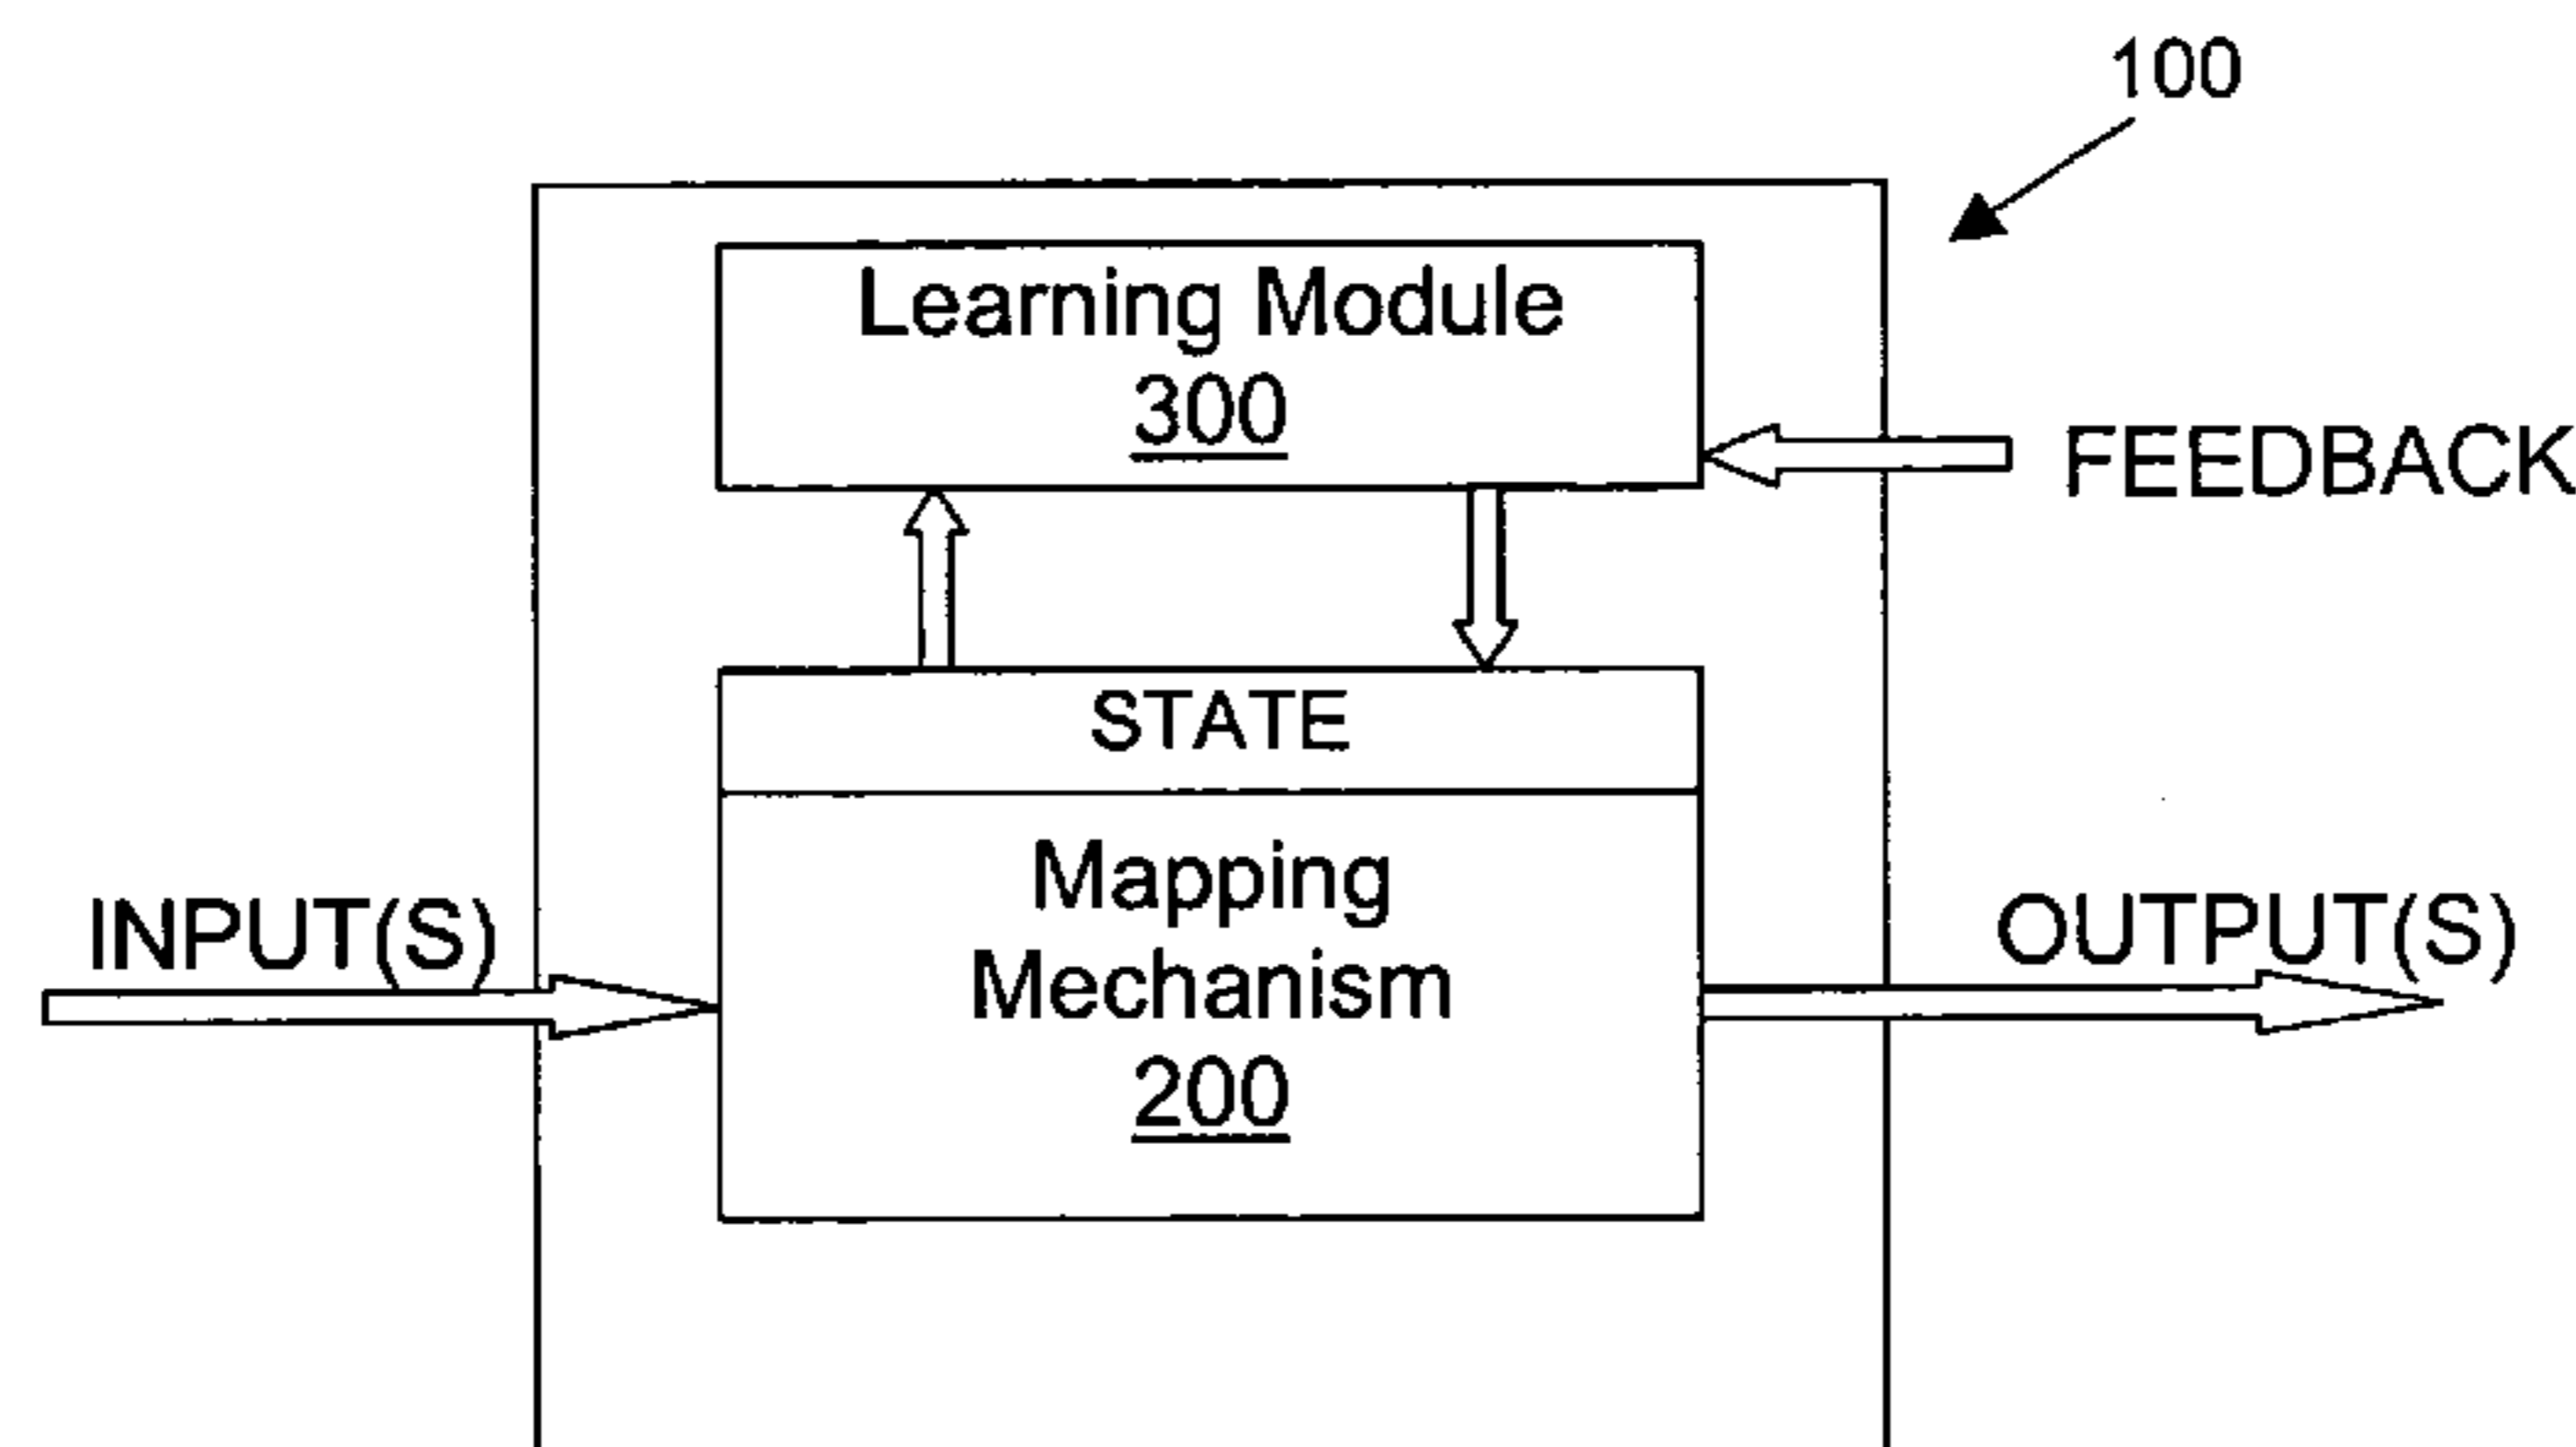 100
Learning Module
300
FEEDBACK
STATE
Mapping
Mechanism
200
INPUT(S)
OUTPUT(S)